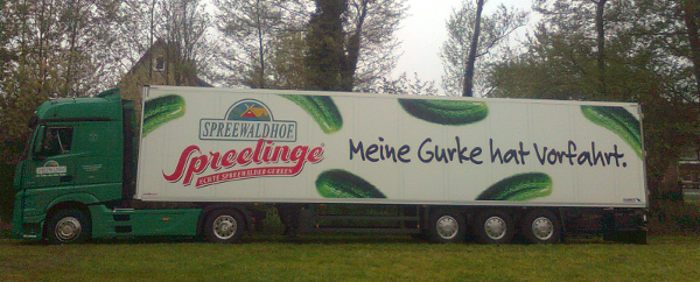 SPREEWALDHOF
Spreelinge®
ECHTE SPREEWÄLDER GURKEN
Meine Gurke hat Vorfahrt.